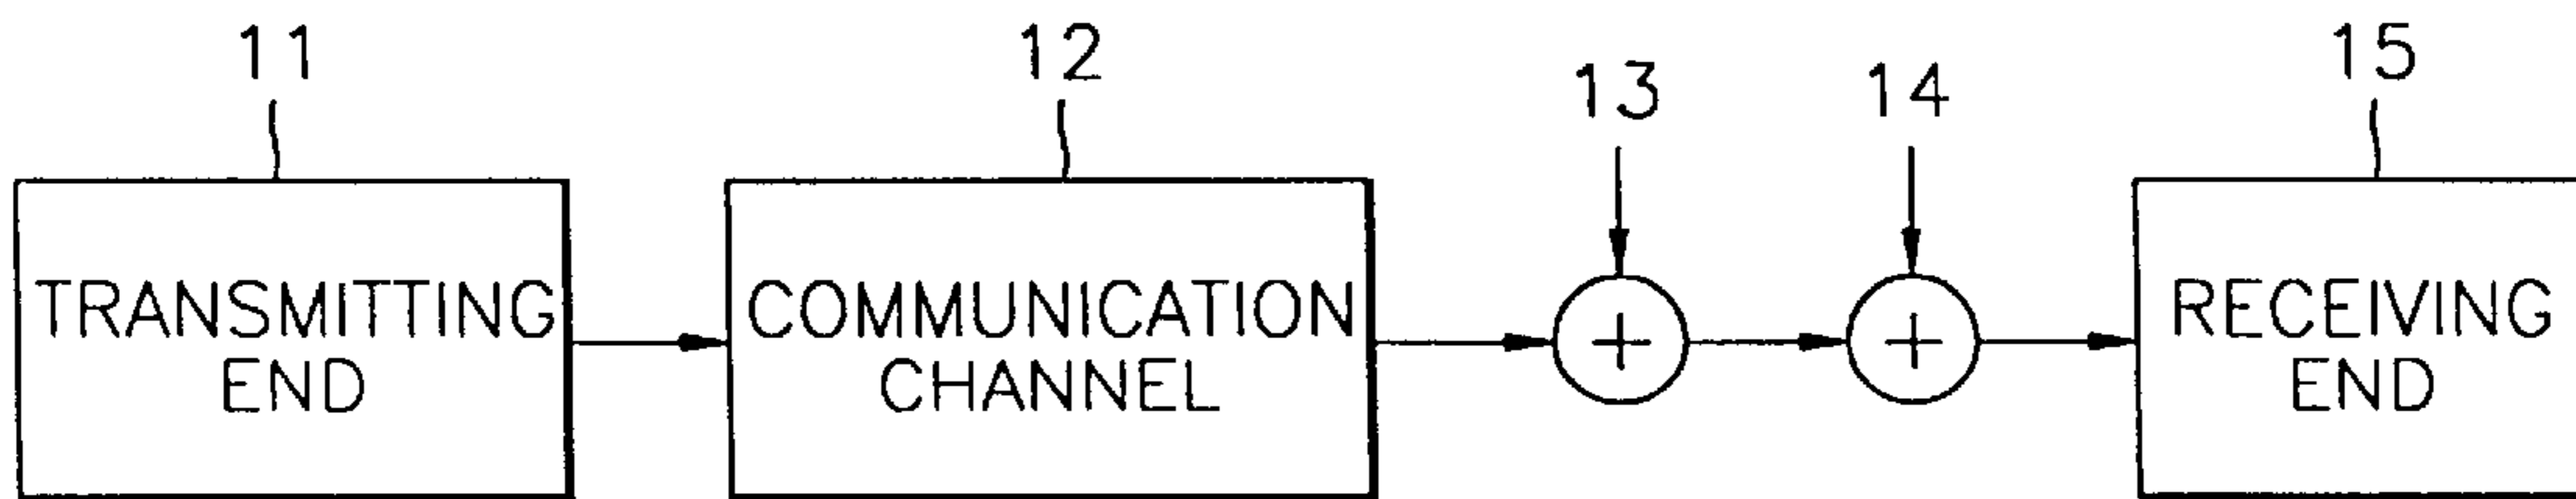 11
12
13
14
15
TRANSMITTING
END
COMMUNICATION
CHANNEL
+
+
RECEIVING
END